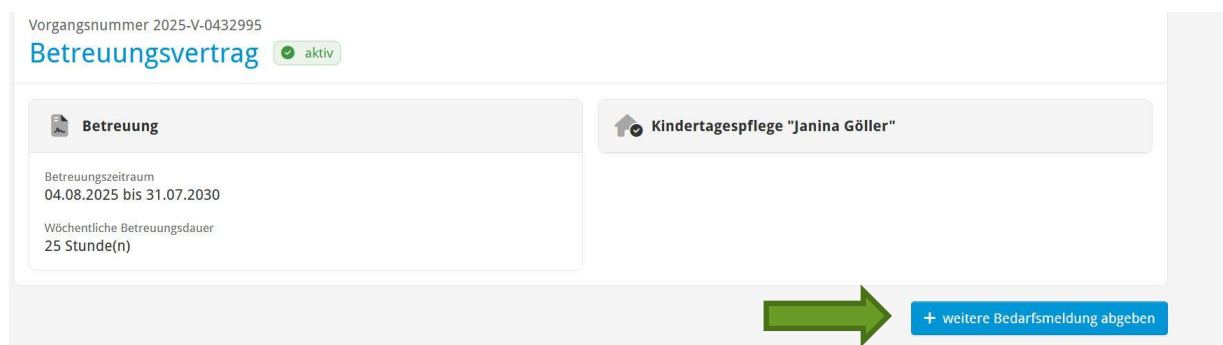 Vorgangsnummer 2025-V-0432995
Betreuungsvertrag aktiv
Betreuung
Kindertagespflege "Janina Göller"
Betreuungszeitraum
04.08.2025 bis 31.07.2030
Wöchentliche Betreuungsdauer
25 Stunde(n)
+ weitere Bedarfsmeldung abgeben